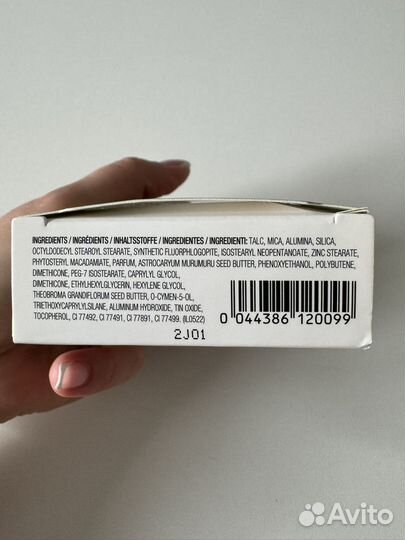 INGREDIENTS / INGRÉDIENTS / INHALTSSTOFFE / INGREDIENTES / INGREDIENTI: TALC, MICA, ALUMINA, SILICA,
OCTYLDODECYL STEAROYL STEARATE, SYNTHETIC FLUORPHLOGOPITE, ISOSTEARYL NEOPENTANOATE, ZINC STEARATE,
PHYTOSTERYL MACADAMIATE, PARFUM, ASTROCARYUM MURUMURU SEED BUTTER, PHENOXYETHANOL, POLYBUTENE,
DIMETHICONE, PEG-7 ISOSTEARATE, CAPRYLYL GLYCOL,
DIMETHICONE, ETHYLHEXYLGLYCERIN, HEXYLENE GLYCOL,
THEOBROMA GRANDIFLORUM SEED BUTTER, O-CYMEN-5-OL,
TRIETHOXYCAPRYLYLSILANE, ALUMINUM HYDROXIDE, TIN OXIDE,
TOCOPHEROL, CI 77492, CI 77491, CI 77891, CI 77499. (IL0522)
0 044386 120099
2J01
Avito